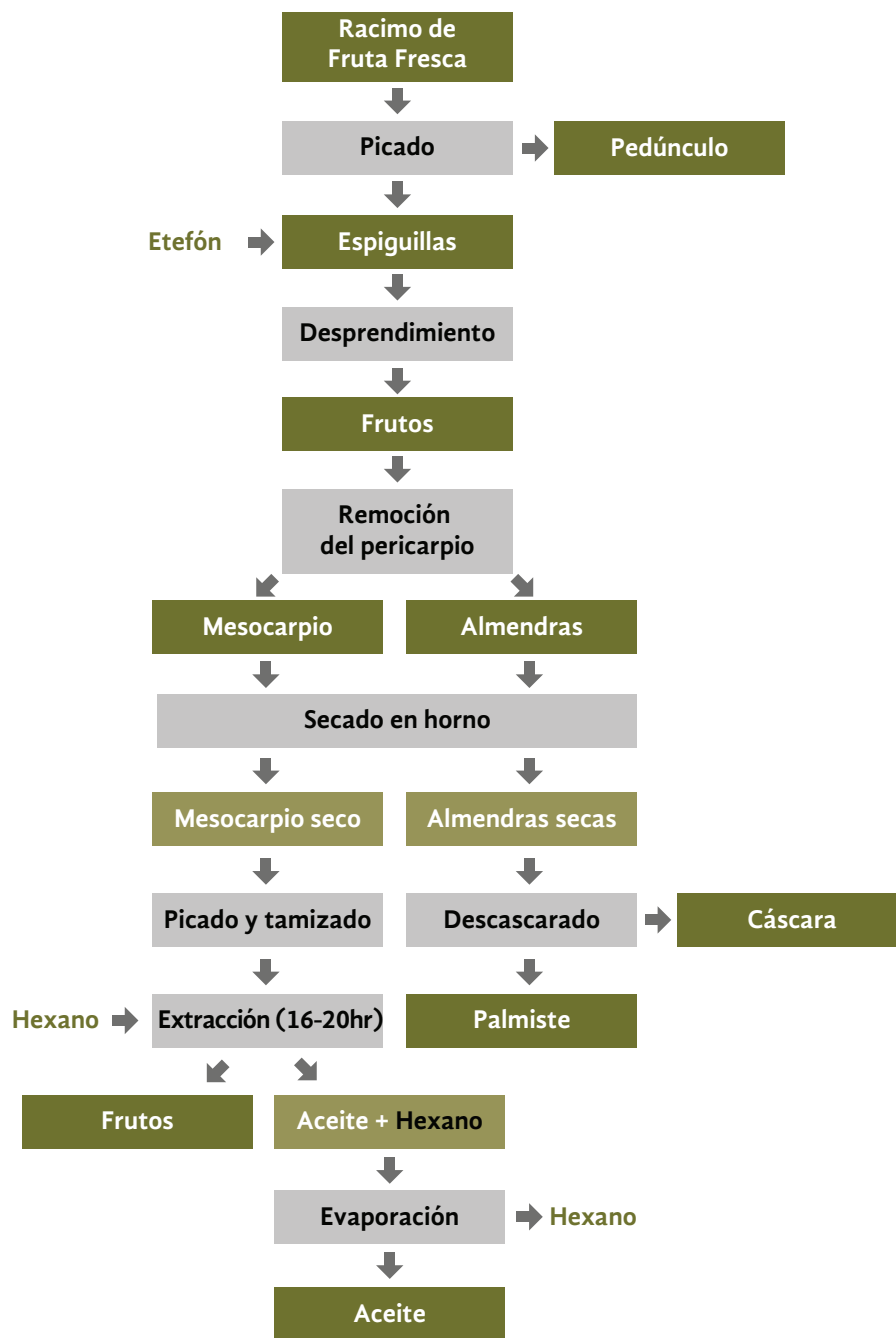 Racimo de
Fruta Fresca
Picado
Pedúnculo
Etefón
Espiguillas
Desprendimiento
Frutos
Remoción
del pericarpio
Mesocarpio
Almendras
Secado en horno
Mesocarpio seco
Almendras secas
Picado y tamizado
Descascarado
Cáscara
Hexano
Extracción (16-20hr)
Palmiste
Frutos
Aceite + Hexano
Evaporación
Hexano
Aceite